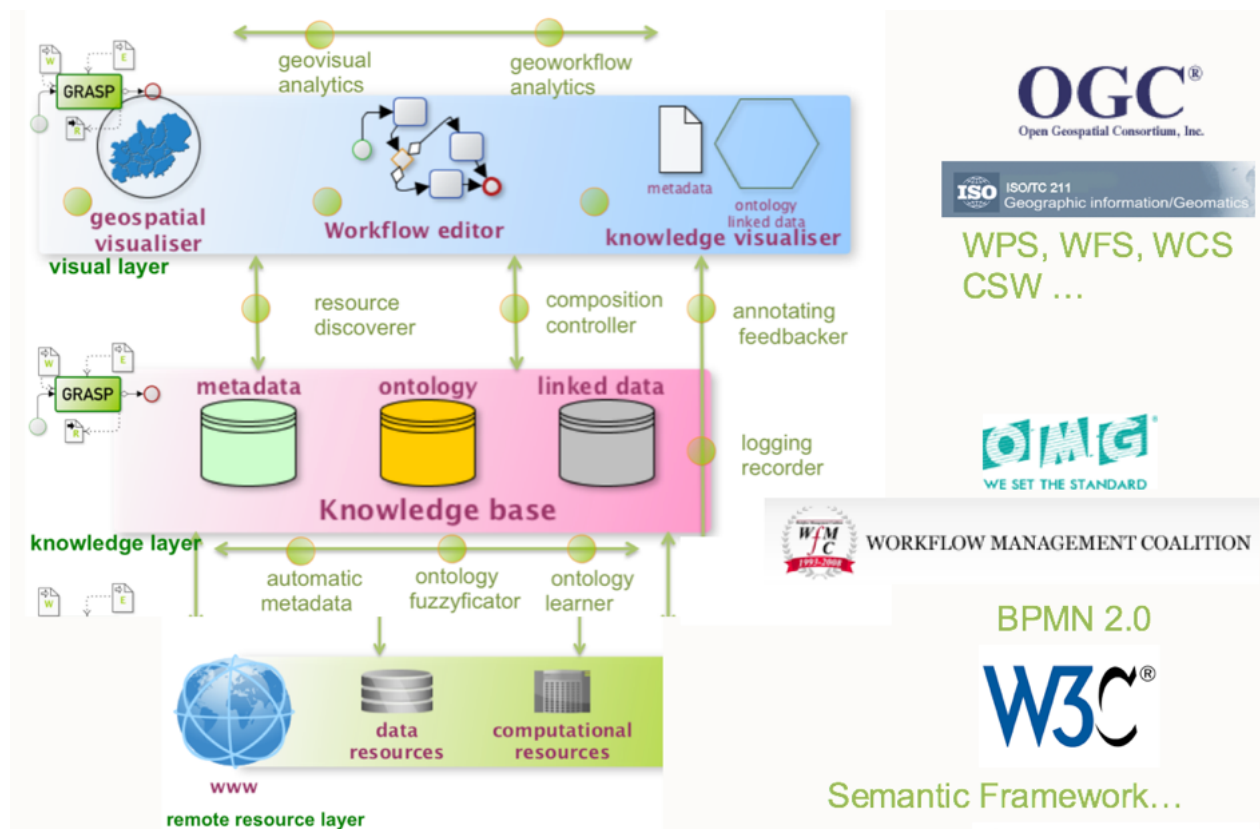 geovisual
analytics
geoworkflow
analytics
W
E
GRASP
R
geospatial
visualiser
Workflow editor
metadata
ontology
linked data
knowledge visualiser
visual layer
resource
discoverer
composition
controller
annotating
feedbacker
W
E
GRASP
R
metadata
ontology
linked data
Knowledge base
logging
recorder
knowledge layer
automatic
metadata
ontology
fuzzyficator
ontology
learner
W
E
data
resources
computational
resources
www
remote resource layer
OGC®
Open Geospatial Consortium, Inc.
ISO
ISO/TC 211
Geographic information/Geomatics
WPS, WFS, WCS
CSW …
OMG
WE SET THE STANDARD
WfMC
1993-2008
WORKFLOW MANAGEMENT COALITION
BPMN 2.0
W3C®
Semantic Framework…